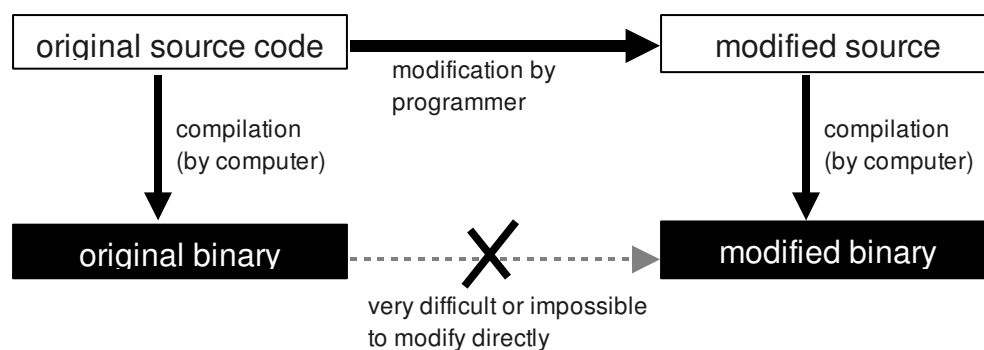 original source code
modified source
modification by
programmer
compilation
(by computer)
compilation
(by computer)
original binary
modified binary
very difficult or impossible
to modify directly